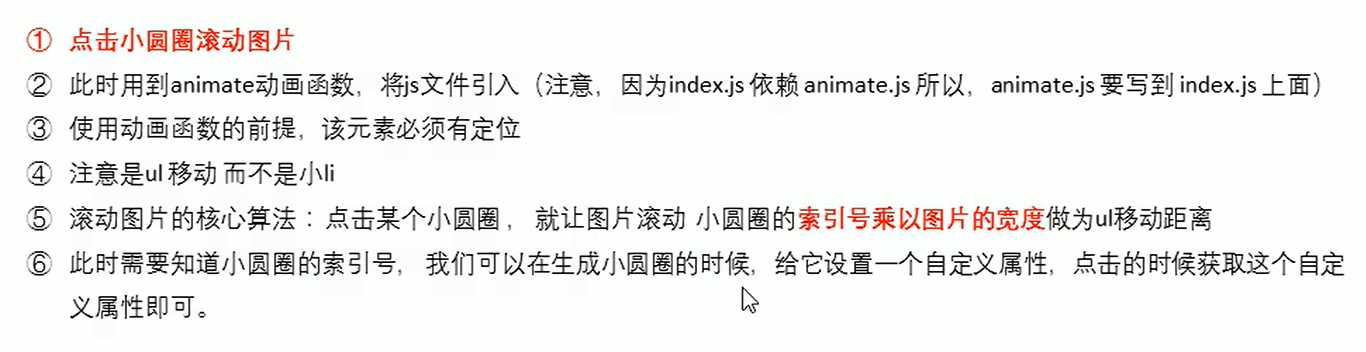 ① 点击小圆圈滚动图片
② 此时用到animate动画函数，将js文件引入（注意，因为index.js 依赖 animate.js 所以，animate.js 要写到 index.js 上面）
③ 使用动画函数的前提，该元素必须有定位
④ 注意是ul 移动 而不是小li
⑤ 滚动图片的核心算法：点击某个小圆圈， 就让图片滚动 小圆圈的索引号乘以图片的宽度做为ul移动距离
⑥ 此时需要知道小圆圈的索引号， 我们可以在生成小圆圈的时候，给它设置一个自定义属性，点击的时候获取这个自定
义属性即可。